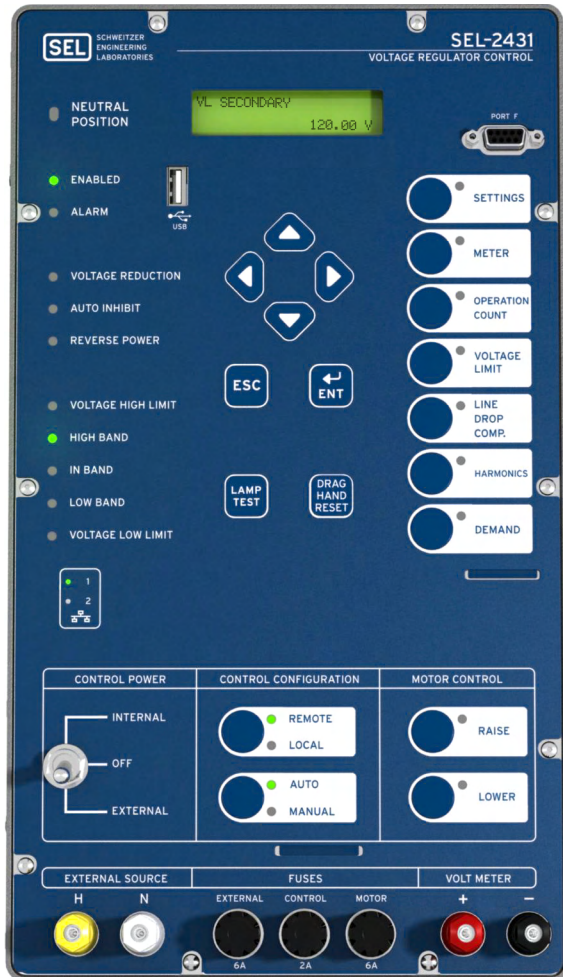 SEL SCHWEITZER
ENGINEERING
LABORATORIES
SEL-2431
VOLTAGE REGULATOR CONTROL
NEUTRAL
POSITION
VL SECONDARY
120.00 V
PORT F
ENABLED
ALARM
USB
VOLTAGE REDUCTION
AUTO INHIBIT
REVERSE POWER
VOLTAGE HIGH LIMIT
HIGH BAND
IN BAND
LOW BAND
VOLTAGE LOW LIMIT
1
2
ESC
ENT
LAMP
TEST
DRAG
HAND
RESET
SETTINGS
METER
OPERATION
COUNT
VOLTAGE
LIMIT
LINE
DROP
COMP.
HARMONICS
DEMAND
CONTROL POWER
INTERNAL
OFF
EXTERNAL
CONTROL CONFIGURATION
REMOTE
LOCAL
AUTO
MANUAL
MOTOR CONTROL
RAISE
LOWER
EXTERNAL SOURCE
H N
FUSES
EXTERNAL CONTROL MOTOR
6A 2A 6A
VOLT METER
+ −